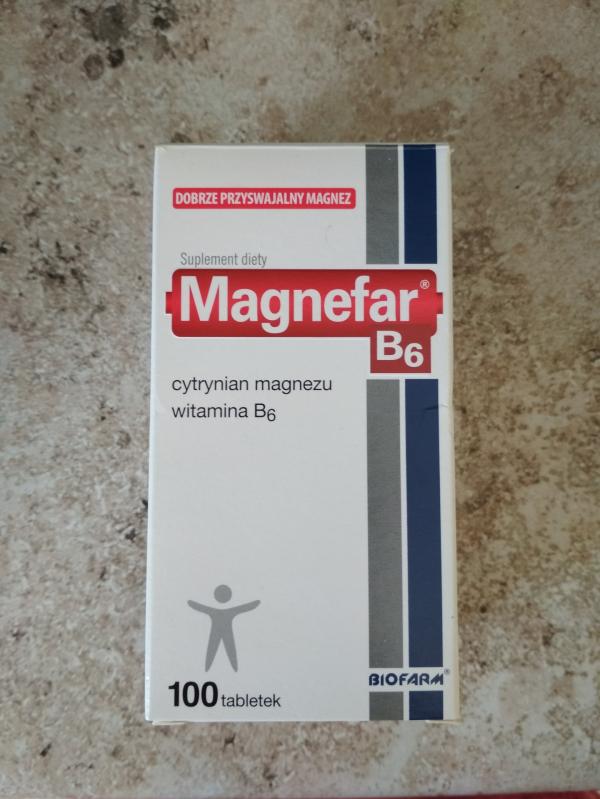 DOBRZE PRZYSWAJALNY MAGNEZ
Suplement diety
Magnefar®
B6
cytrynian magnezu
witamina B6
BIOFARM®
100 tabletek